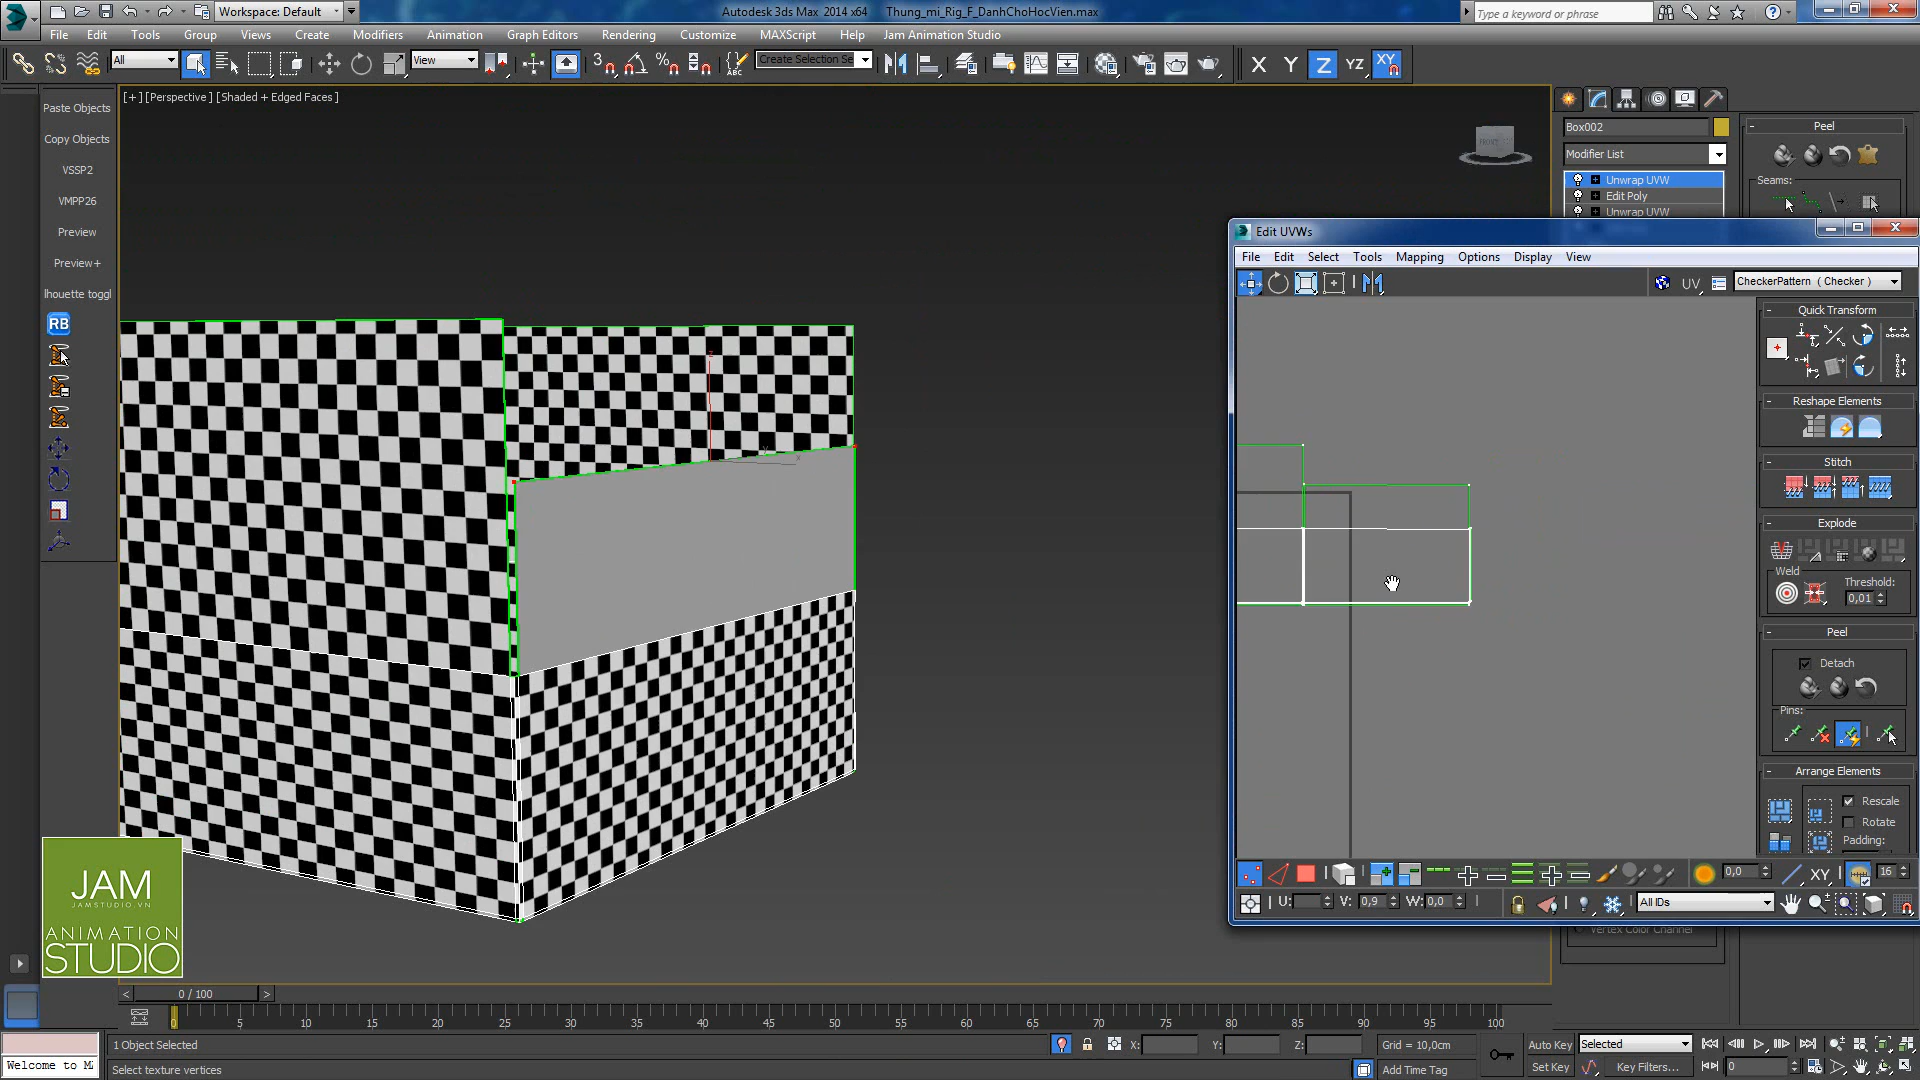 Workspace: Default
Autodesk 3ds Max 2014 x64
Thung_mi_Rig_F_DanhChoHocVien.max
Type a keyword or phrase
File Edit Tools Group Views Create Modifiers Animation Graph Editors Rendering Customize MAXScript Help Jam Animation Studio
All
View
3
Create Selection Se
X Y Z YZ XY
[+] [Perspective ] [Shaded + Edged Faces ]
Paste Objects
Copy Objects
VSSP2
VMPP26
Preview
Preview+
lhouette toggl
RB
Box002
Modifier List
Unwrap UVW
Edit Poly
Unwrap UVW
Peel
Seams:
Edit UVWs
File Edit Select Tools Mapping Options Display View
UV
CheckerPattern ( Checker )
Quick Transform
Reshape Elements
Stitch
Explode
Weld
Threshold:
0,01
Peel
Detach
Pins:
Arrange Elements
Rescale
Rotate
Padding:
0,0
XY
16
U:
V: 0,9
W: 0,0
All IDs
Vertex Color Channel
JAM
JAMSTUDIO.VN
ANIMATION
STUDIO
< 0 / 100 >
0 5 10 15 20 25 30 35 40 45 50 55 60 65 70 75 80 85 90 95 100
1 Object Selected
X: Y: Z:
Grid = 10,0cm
Auto Key
Selected
Welcome to M
Select texture vertices
Add Time Tag
Set Key
Key Filters...
0